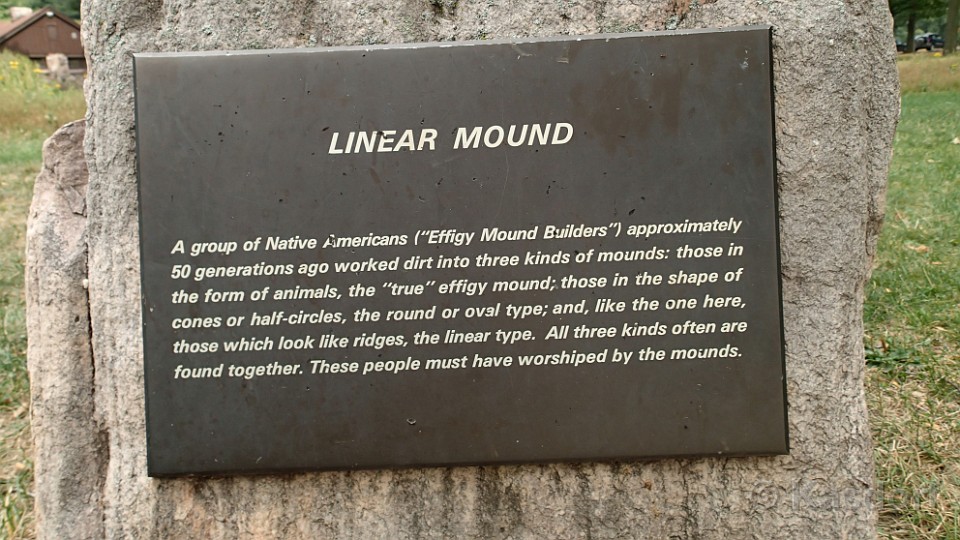 LINEAR MOUND
A group of Native Americans ("Effigy Mound Builders") approximately
50 generations ago worked dirt into three kinds of mounds: those in
the form of animals, the "true" effigy mound; those in the shape of
cones or half-circles, the round or oval type; and, like the one here,
those which look like ridges, the linear type. All three kinds often are
found together. These people must have worshiped by the mounds.